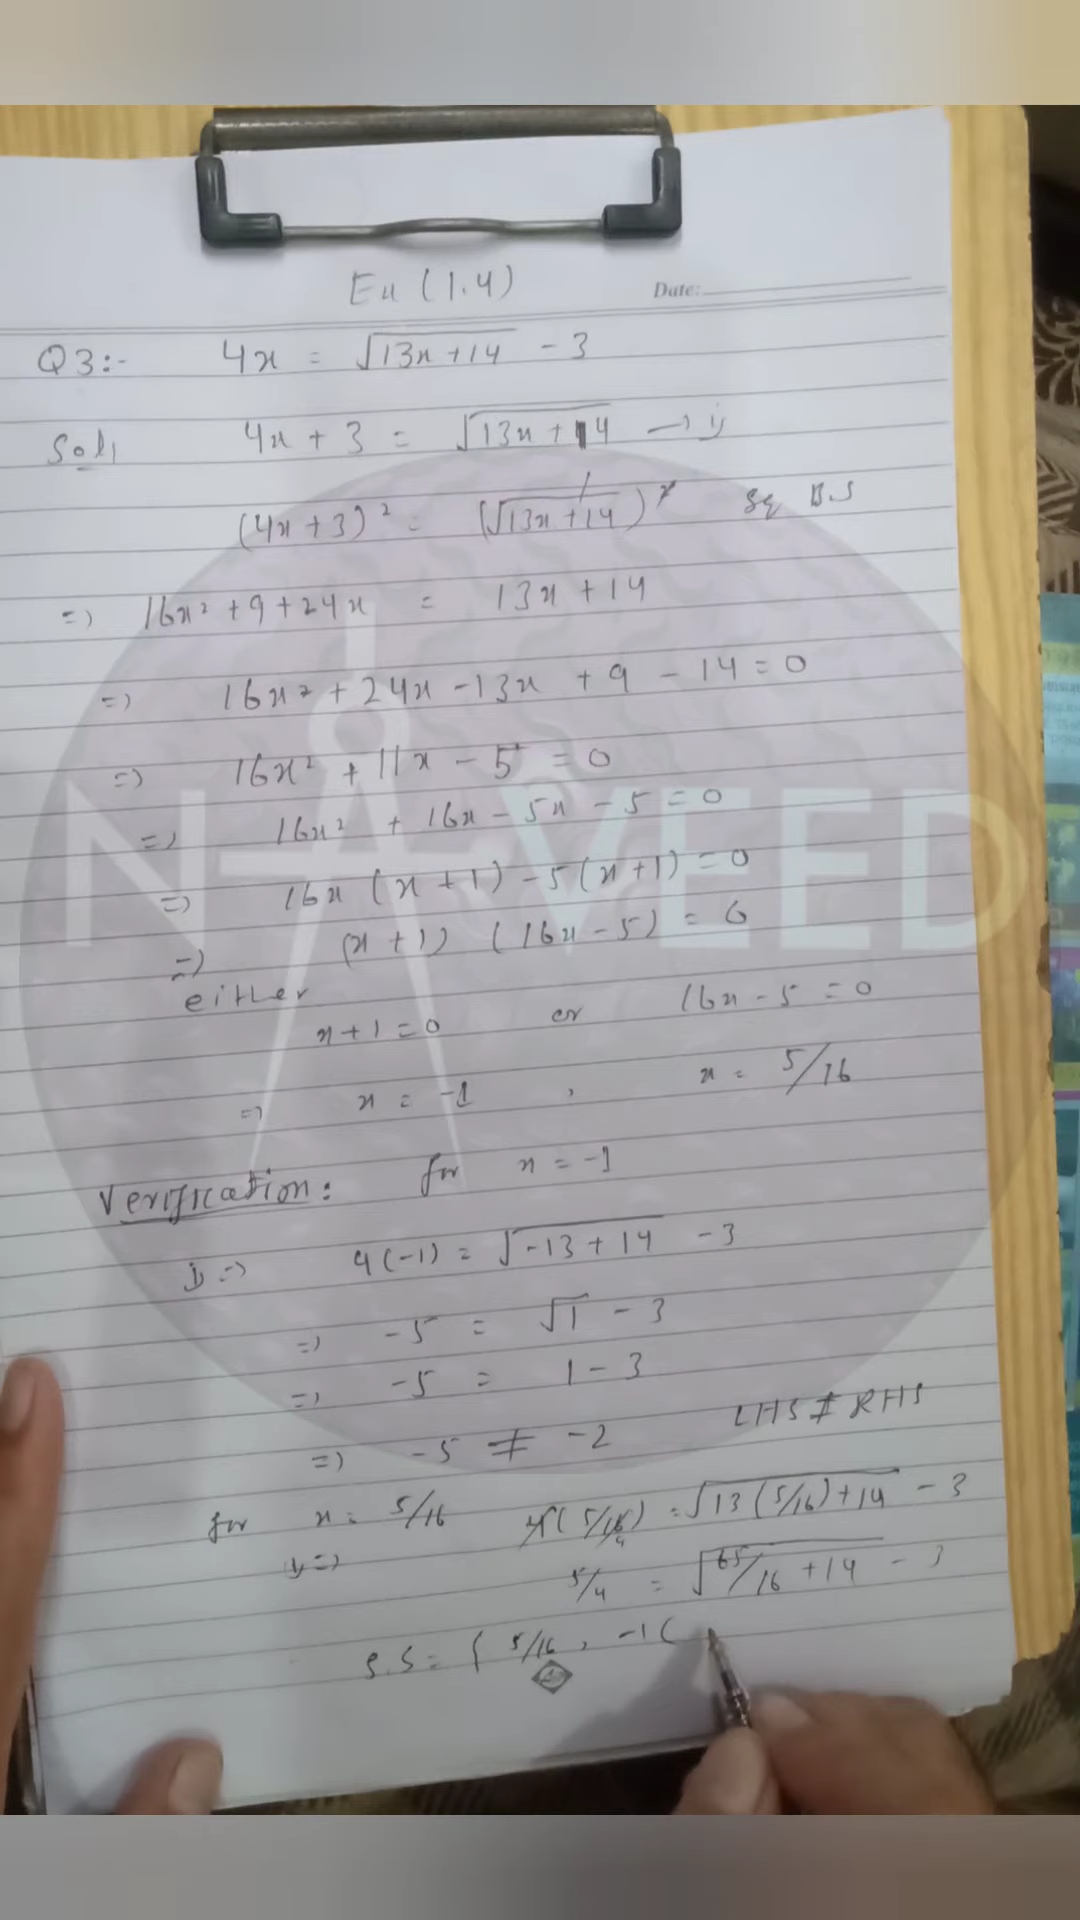 Ex (1.4)
Date:
Q3:- 4x = √13x+14 - 3
Sol, 4x + 3 = √13x + 14 → i)
(4x + 3)² = (√13x+14)² Sq B.S
=) 16x² + 9 + 24x = 13x + 14
=) 16x² + 24x - 13x + 9 - 14 = 0
=) 16x² + 11x - 5 = 0
=) 16x² + 16x - 5x - 5 = 0
=) 16x (x + 1) - 5 (x + 1) = 0
=) (x + 1) (16x - 5) = 0
either
x + 1 = 0 or 16x - 5 = 0
=) x = -1 , x = 5/16
Verification: for x = -1
i) => 4(-1) = √-13 + 14 - 3
=) -5 = √1 - 3
=) -5 = 1 - 3
=) -5 ≠ -2 LHS ≠ RHS
for x = 5/16 4(5/16) = √13(5/16)+14 - 3
i) => 5/4 = √65/16 + 14 - 3
S.S = { 5/16 , -1 (
NAVEED